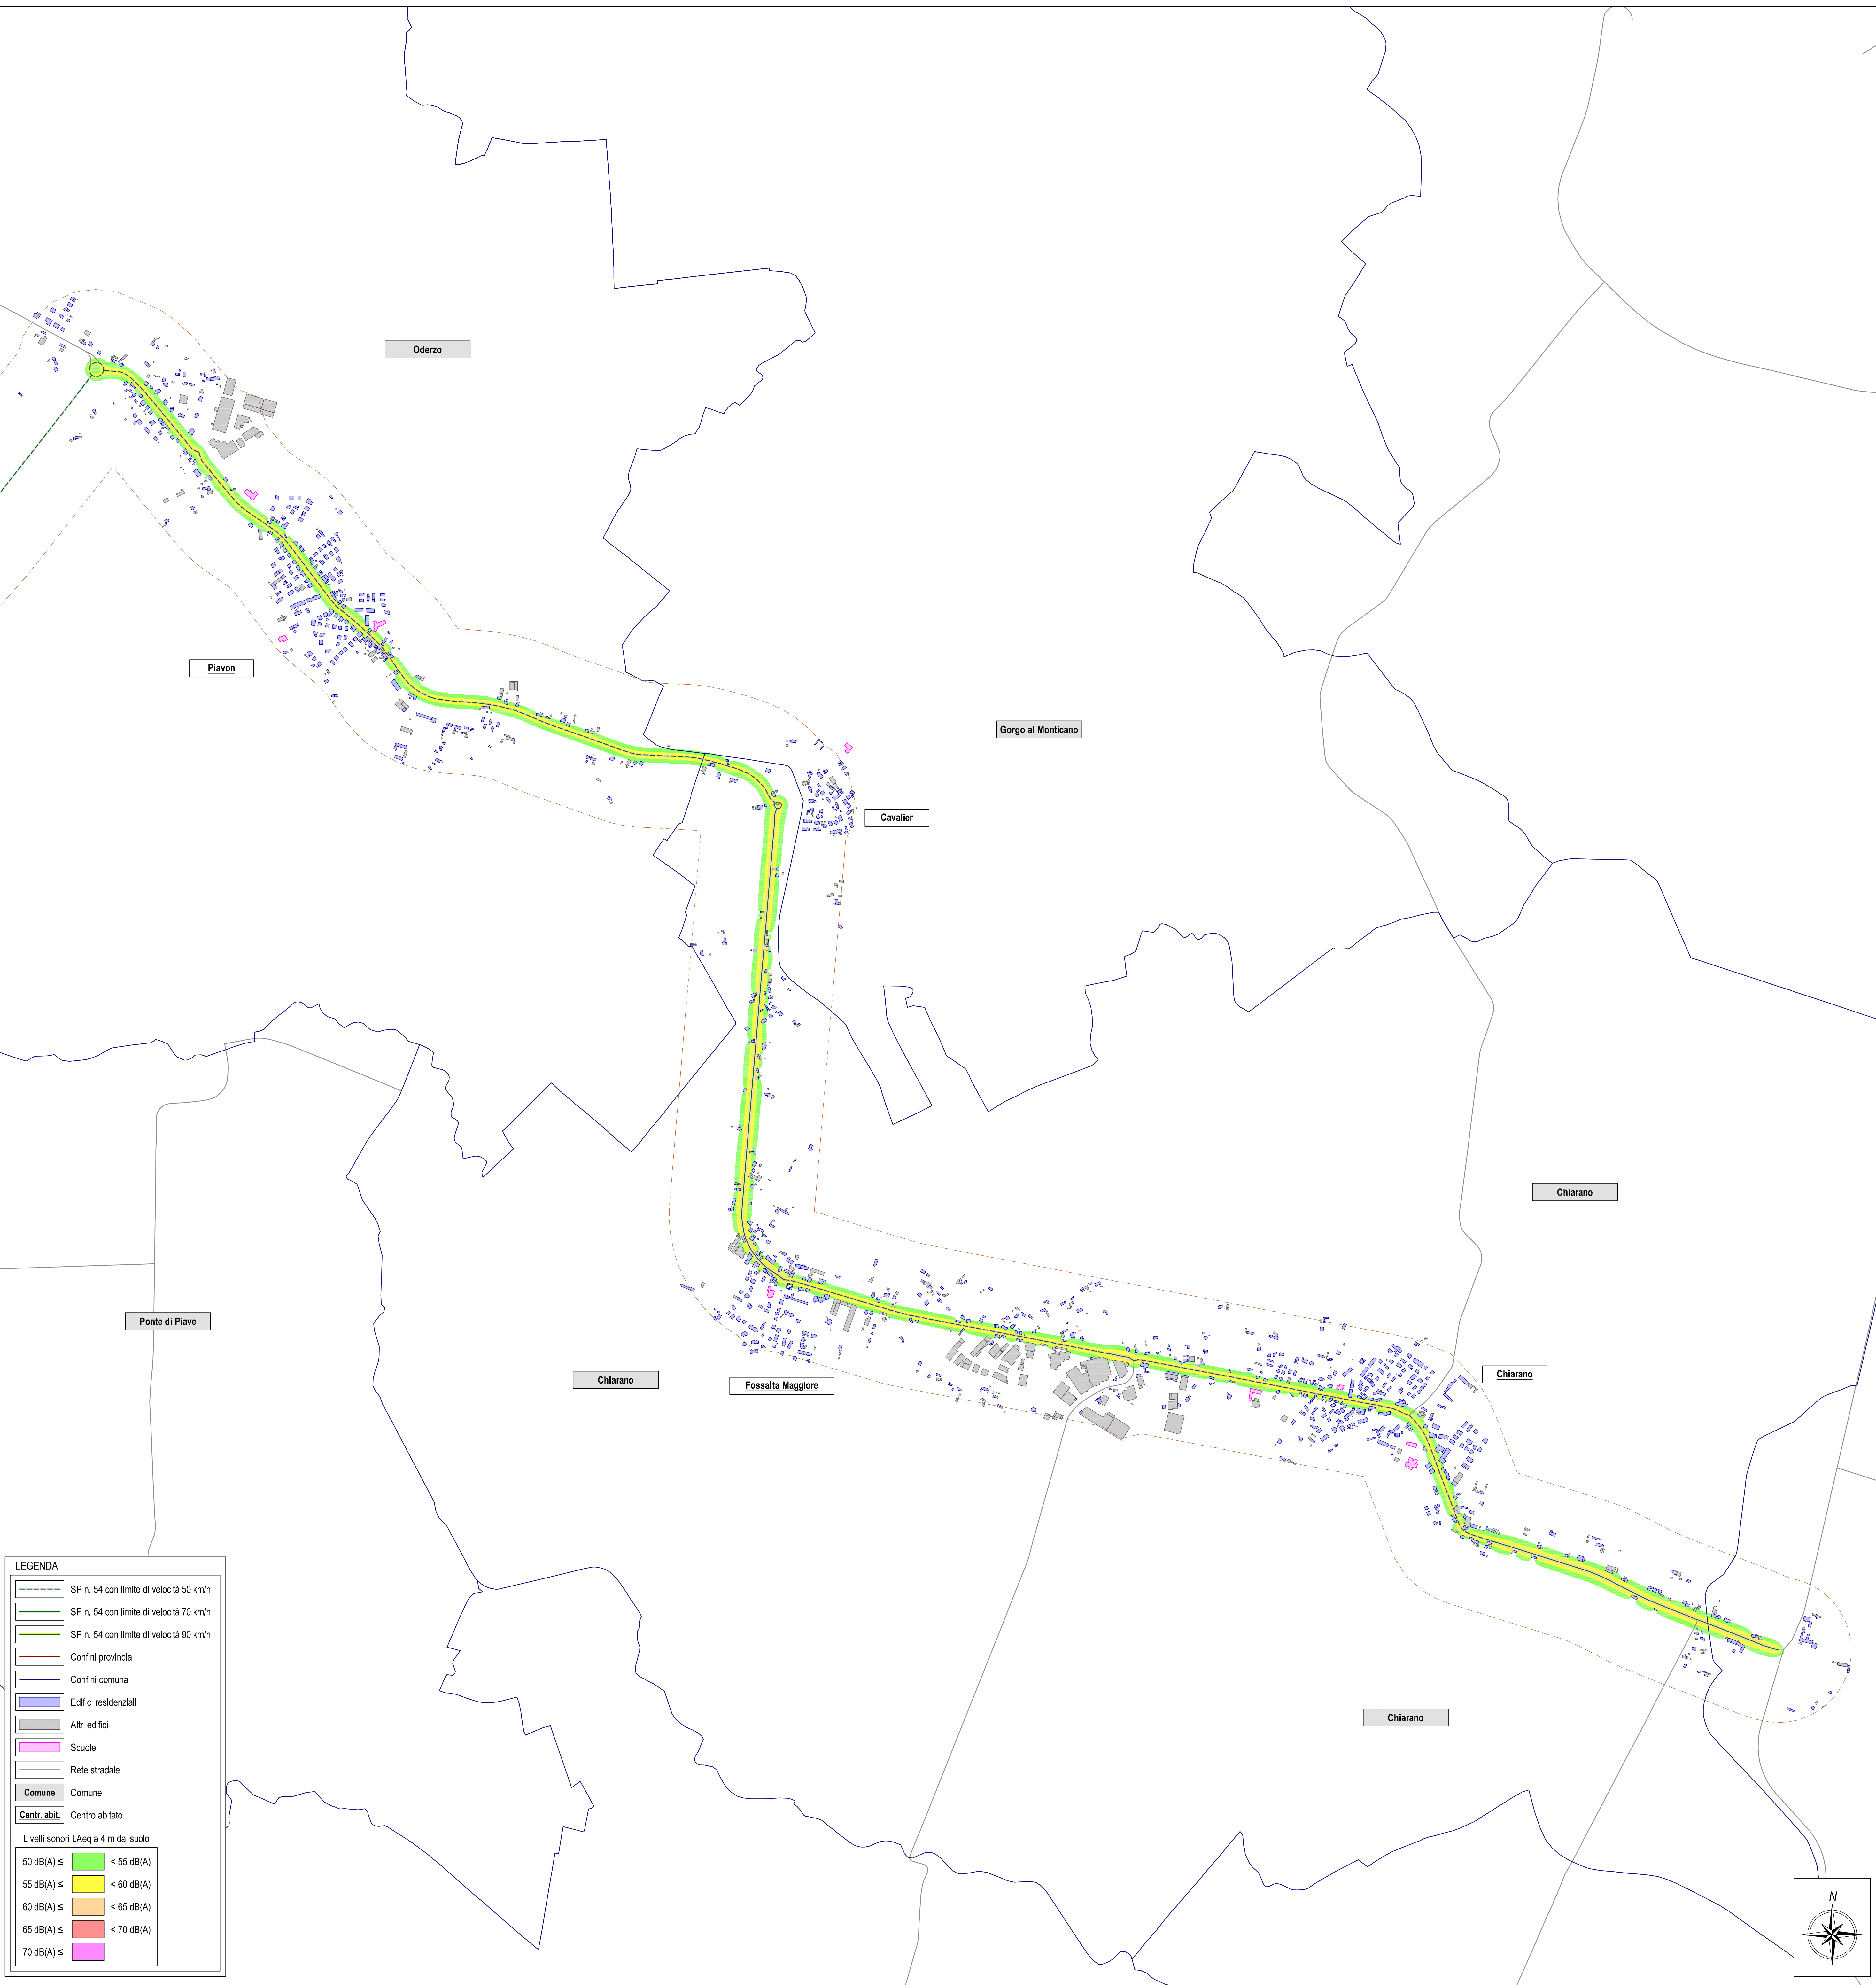 Oderzo
Piavon
Gorgo al Monticano
Cavalier
Chiarano
Ponte di Piave
Chiarano
Fossalta Maggiore
Chiarano
Chiarano
LEGENDA
SP n. 54 con limite di velocità 50 km/h
SP n. 54 con limite di velocità 70 km/h
SP n. 54 con limite di velocità 90 km/h
Confini provinciali
Confini comunali
Edifici residenziali
Altri edifici
Scuole
Rete stradale
Comune Comune
Centr. abit. Centro abitato
Livelli sonori LAeq a 4 m dal suolo
50 dB(A) ≤ < 55 dB(A)
55 dB(A) ≤ < 60 dB(A)
60 dB(A) ≤ < 65 dB(A)
65 dB(A) ≤ < 70 dB(A)
70 dB(A) ≤
N